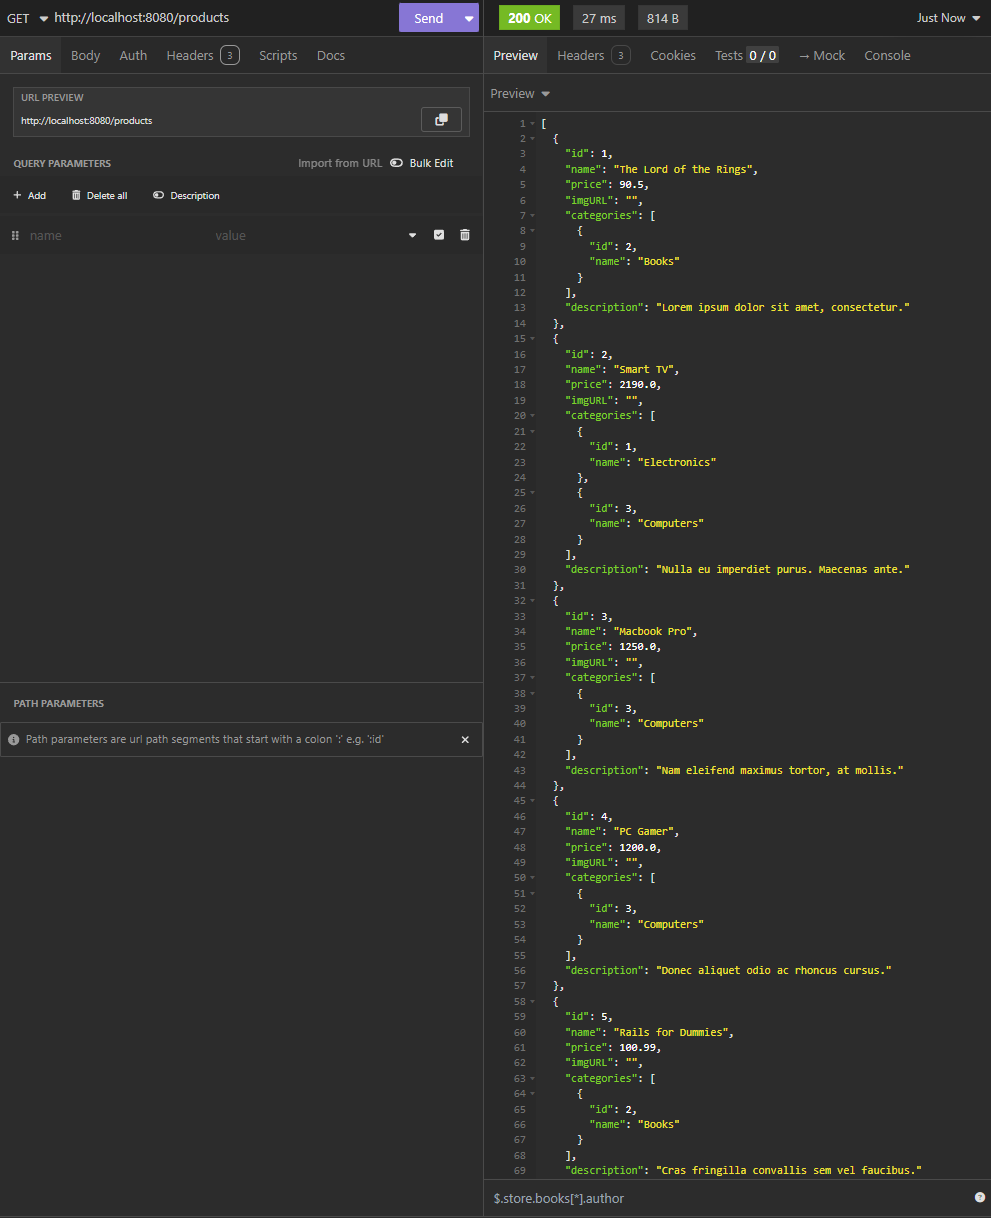 GET http://localhost:8080/products Send
Params Body Auth Headers 3 Scripts Docs
URL PREVIEW
http://localhost:8080/products
QUERY PARAMETERS Import from URL Bulk Edit
+ Add Delete all Description
name value
PATH PARAMETERS
Path parameters are url path segments that start with a colon ':' e.g. ':id'
200 OK 27 ms 814 B Just Now
Preview Headers 3 Cookies Tests 0 / 0 → Mock Console
Preview
1 [
2 {
3 "id": 1,
4 "name": "The Lord of the Rings",
5 "price": 90.5,
6 "imgURL": "",
7 "categories": [
8 {
9 "id": 2,
10 "name": "Books"
11 }
12 ],
13 "description": "Lorem ipsum dolor sit amet, consectetur."
14 },
15 {
16 "id": 2,
17 "name": "Smart TV",
18 "price": 2190.0,
19 "imgURL": "",
20 "categories": [
21 {
22 "id": 1,
23 "name": "Electronics"
24 },
25 {
26 "id": 3,
27 "name": "Computers"
28 }
29 ],
30 "description": "Nulla eu imperdiet purus. Maecenas ante."
31 },
32 {
33 "id": 3,
34 "name": "Macbook Pro",
35 "price": 1250.0,
36 "imgURL": "",
37 "categories": [
38 {
39 "id": 3,
40 "name": "Computers"
41 }
42 ],
43 "description": "Nam eleifend maximus tortor, at mollis."
44 },
45 {
46 "id": 4,
47 "name": "PC Gamer",
48 "price": 1200.0,
49 "imgURL": "",
50 "categories": [
51 {
52 "id": 3,
53 "name": "Computers"
54 }
55 ],
56 "description": "Donec aliquet odio ac rhoncus cursus."
57 },
58 {
59 "id": 5,
60 "name": "Rails for Dummies",
61 "price": 100.99,
62 "imgURL": "",
63 "categories": [
64 {
65 "id": 2,
66 "name": "Books"
67 }
68 ],
69 "description": "Cras fringilla convallis sem vel faucibus."
$.store.books[*].author